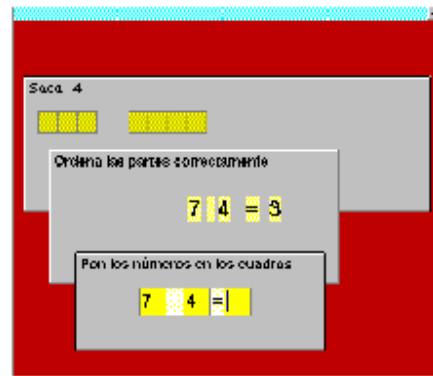 Saca 4
Ordena las partes correctamente
7 4 = 3
Pon los números en los cuadros
7 4 =